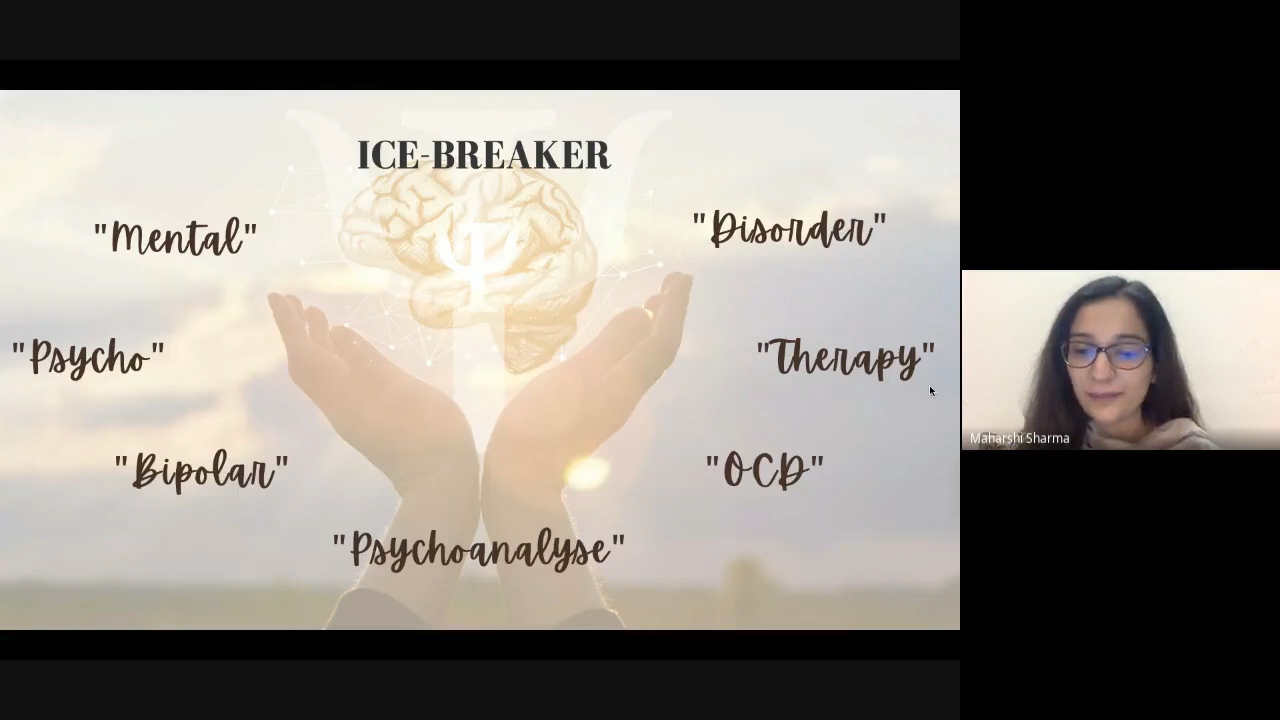 ICE-BREAKER
"Mental"
"Disorder"
Ψ
"Psycho"
"Therapy"
"Bipolar"
"OCD"
"Psychoanalyse"
Maharshi Sharma